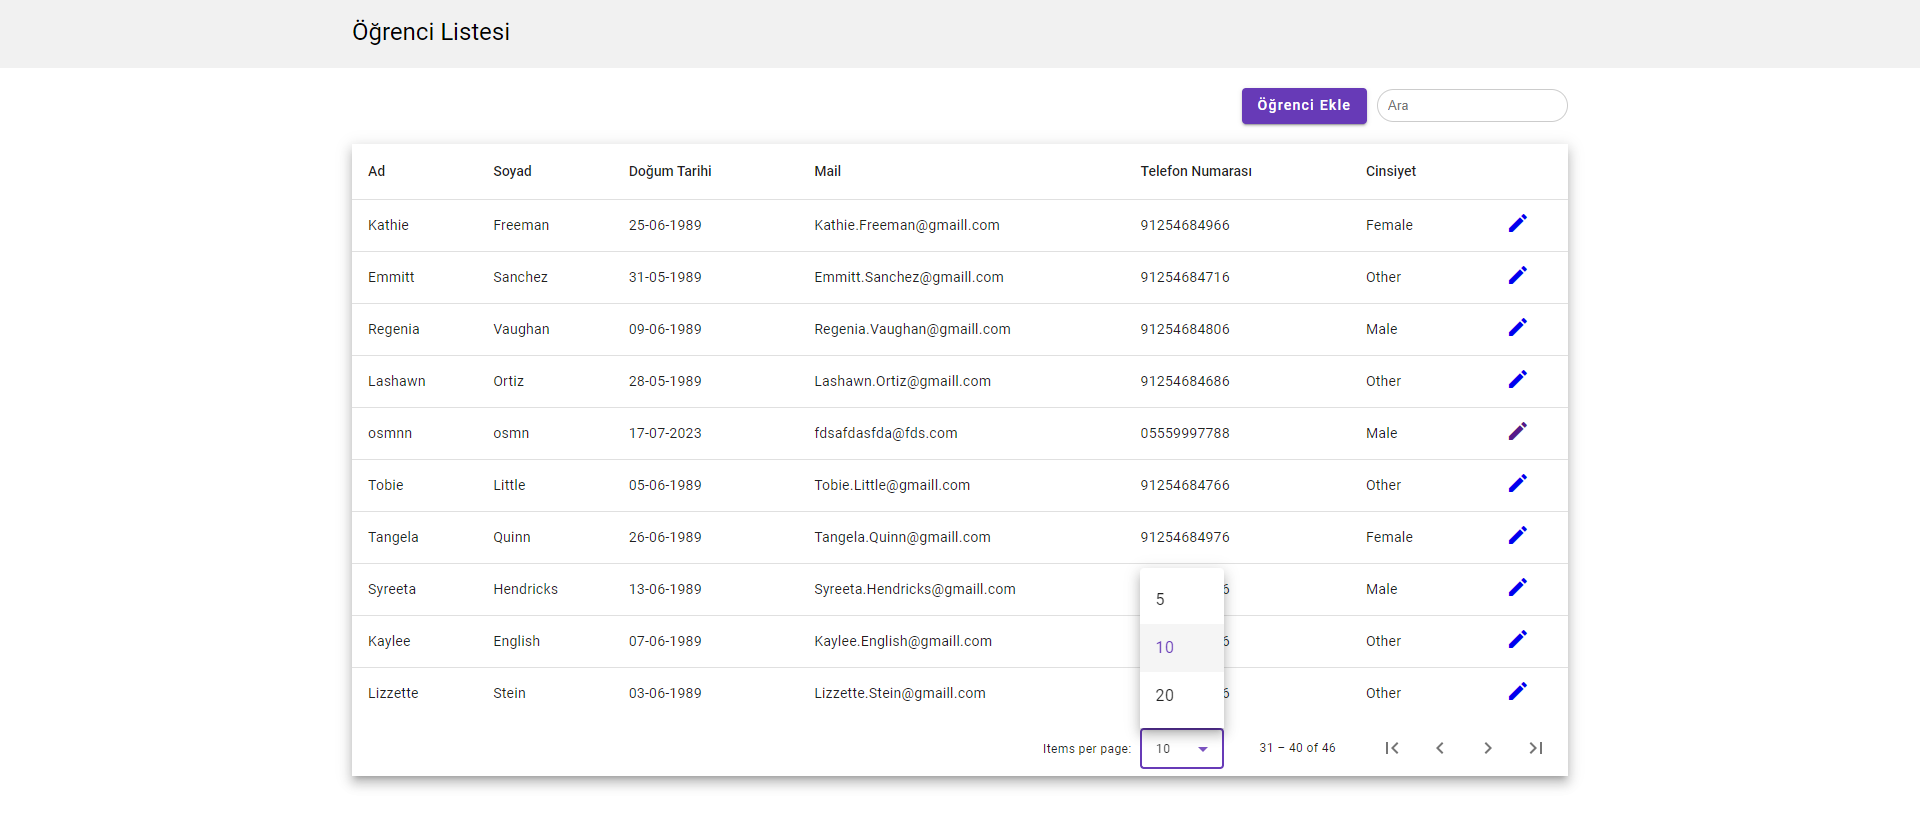 Öğrenci Listesi
Öğrenci Ekle Ara
Ad Soyad Doğum Tarihi Mail Telefon Numarası Cinsiyet
Kathie Freeman 25-06-1989 Kathie.Freeman@gmaill.com 91254684966 Female
Emmitt Sanchez 31-05-1989 Emmitt.Sanchez@gmaill.com 91254684716 Other
Regenia Vaughan 09-06-1989 Regenia.Vaughan@gmaill.com 91254684806 Male
Lashawn Ortiz 28-05-1989 Lashawn.Ortiz@gmaill.com 91254684686 Other
osmnn osmn 17-07-2023 fdsafdasfda@fds.com 05559997788 Male
Tobie Little 05-06-1989 Tobie.Little@gmaill.com 91254684766 Other
Tangela Quinn 26-06-1989 Tangela.Quinn@gmaill.com 91254684976 Female
Syreeta Hendricks 13-06-1989 Syreeta.Hendricks@gmaill.com 6 Male
5
Kaylee English 07-06-1989 Kaylee.English@gmaill.com 6 Other
10
Lizzette Stein 03-06-1989 Lizzette.Stein@gmaill.com 6 Other
20
Items per page: 10 31 – 40 of 46